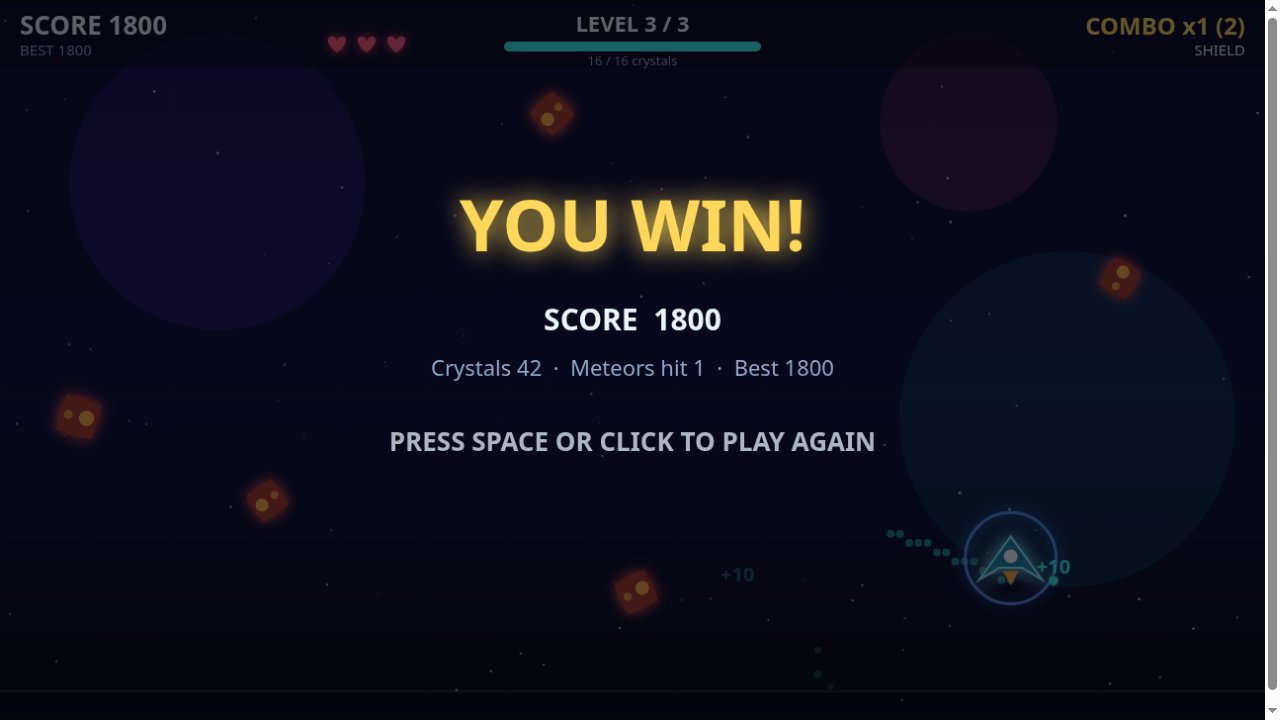 SCORE 1800
BEST 1800
LEVEL 3 / 3
16 / 16 crystals
COMBO x1 (2)
SHIELD
YOU WIN!
SCORE 1800
Crystals 42 · Meteors hit 1 · Best 1800
PRESS SPACE OR CLICK TO PLAY AGAIN
+10
+10